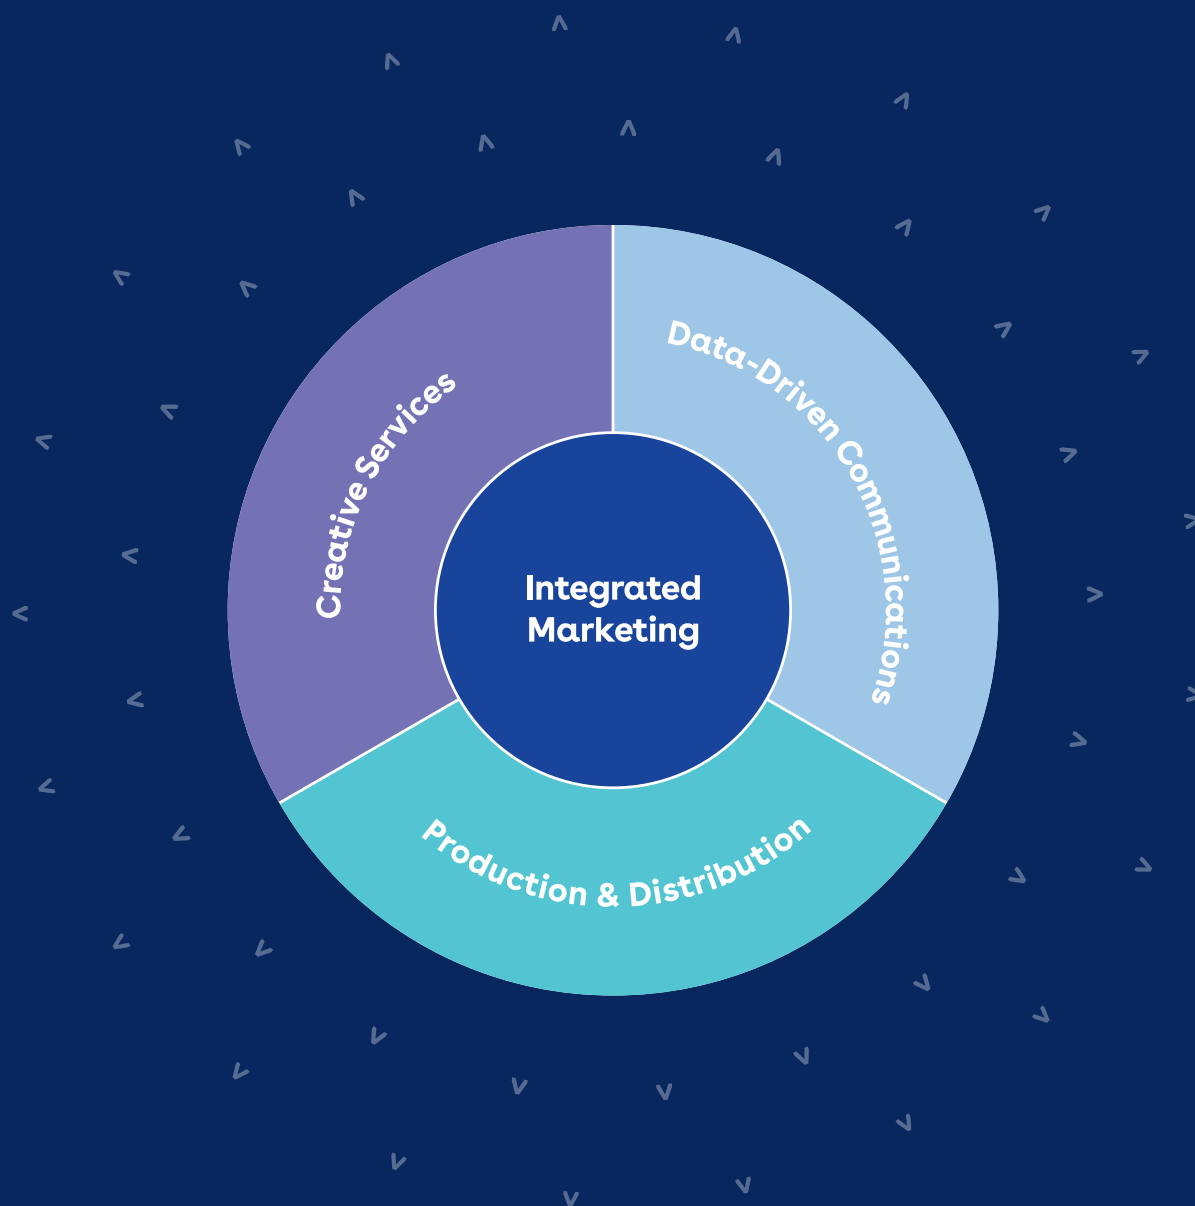 Creative Services
Data-Driven Communications
Integrated
Marketing
Production & Distribution